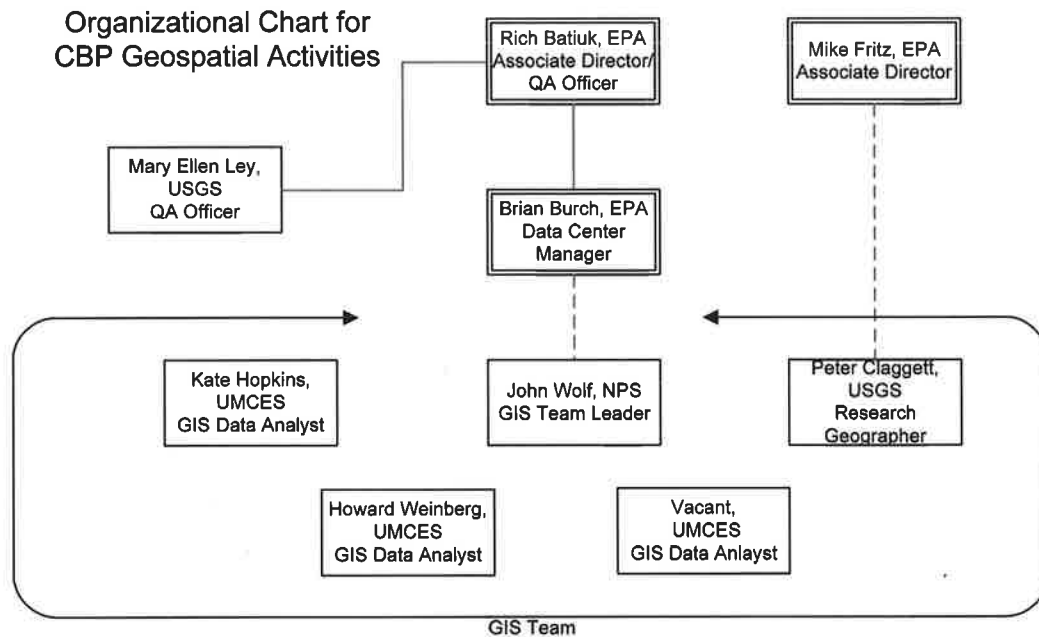 Organizational Chart for
CBP Geospatial Activities
Rich Batiuk, EPA
Associate Director/
QA Officer
Mike Fritz, EPA
Associate Director
Mary Ellen Ley,
USGS
QA Officer
Brian Burch, EPA
Data Center
Manager
Kate Hopkins,
UMCES
GIS Data Analyst
John Wolf, NPS
GIS Team Leader
Peter Claggett,
USGS
Research
Geographer
Howard Weinberg,
UMCES
GIS Data Analyst
Vacant,
UMCES
GIS Data Anlayst
GIS Team